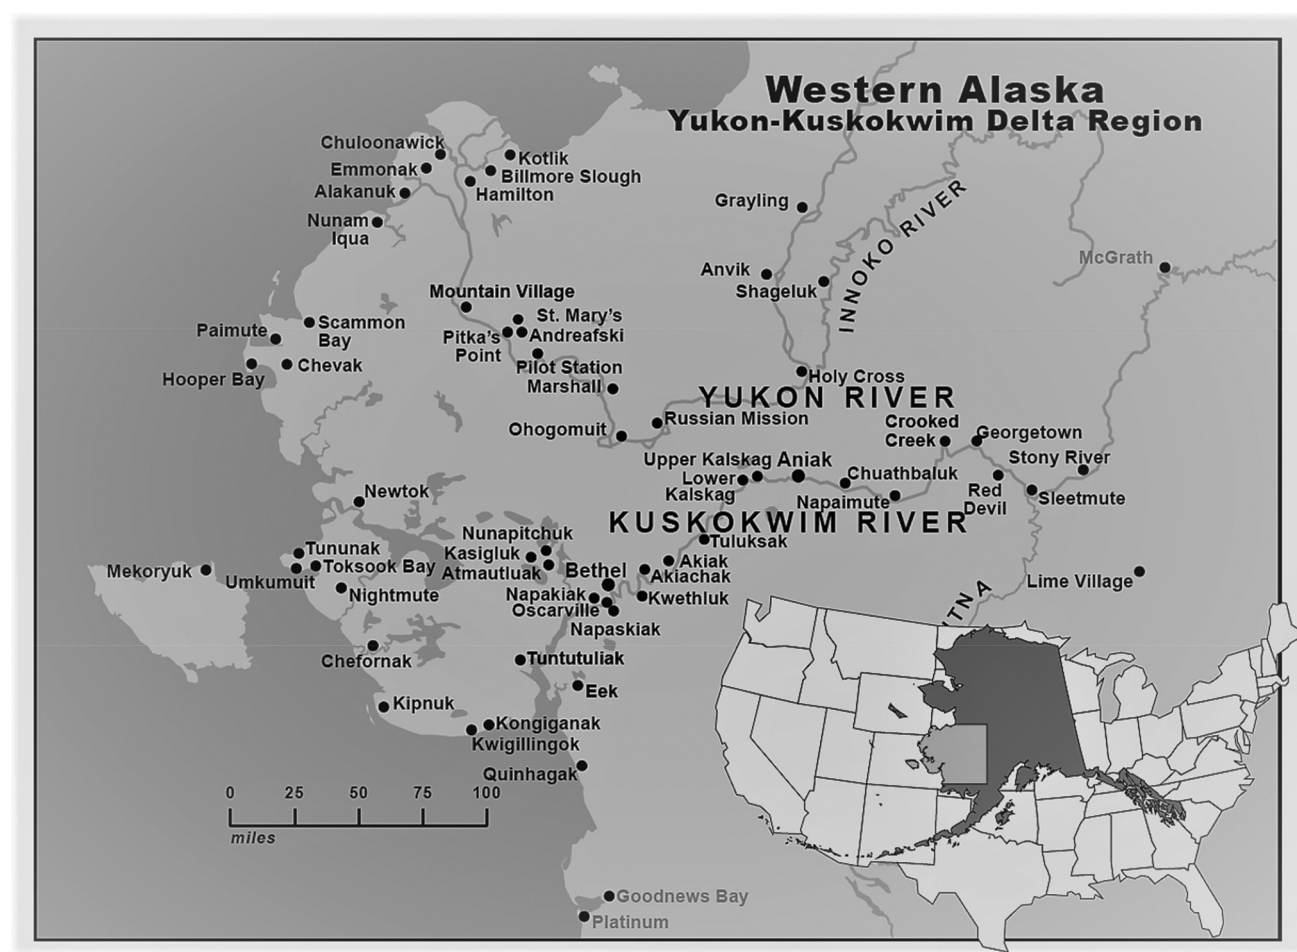 Western Alaska
Yukon-Kuskokwim Delta Region
Chuloonawick
Kotlik
Emmonak
Billmore Slough
Alakanuk
Hamilton
Nunam
Iqua
Grayling
INNOKO RIVER
McGrath
Anvik
Shageluk
Mountain Village
St. Mary's
Scammon
Bay
Paimute
Pitka's
Point
Andreafski
Chevak
Pilot Station
Hooper Bay
Marshall
Holy Cross
YUKON RIVER
Russian Mission
Ohogomuit
Crooked
Creek
Georgetown
Stony River
Upper Kalskag
Aniak
Lower
Kalskag
Chuathbaluk
Napaimute
Red
Devil
Sleetmute
Newtok
KUSKOKWIM RIVER
Nunapitchuk
Tuluksak
Tununak
Kasigluk
Toksook Bay
Atmautluak
Bethel
Akiak
Akiachak
Mekoryuk
Umkumuit
Nightmute
Napakiak
Kwethluk
Oscarville
Napaskiak
Lime Village
ITNA
Chefornak
Tuntutuliak
Eek
Kipnuk
Kongiganak
Kwigillingok
Quinhagak
0 25 50 75 100
miles
Goodnews Bay
Platinum